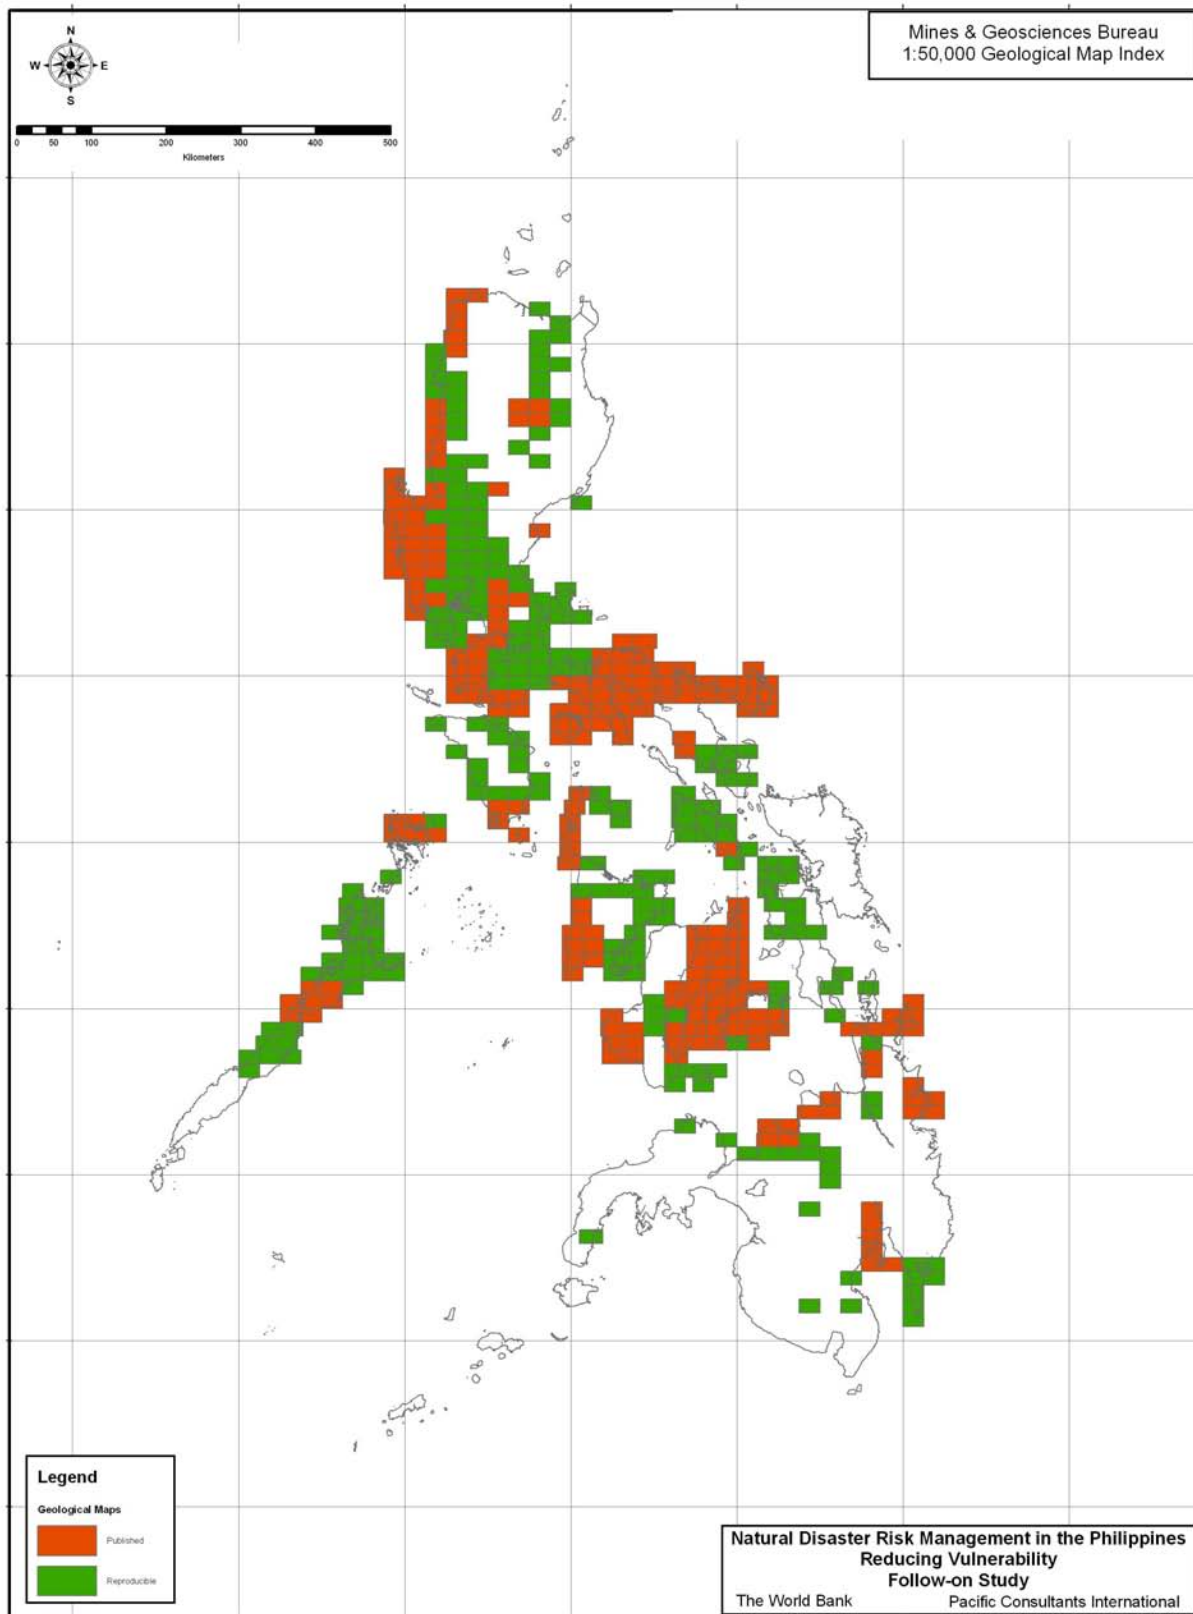 Mines & Geosciences Bureau
1:50,000 Geological Map Index
N
W E
S
0 50 100 200 300 400 500
Kilometers
Legend
Geological Maps
Published
Reproducible
Natural Disaster Risk Management in the Philippines
Reducing Vulnerability
Follow-on Study
The World Bank Pacific Consultants International